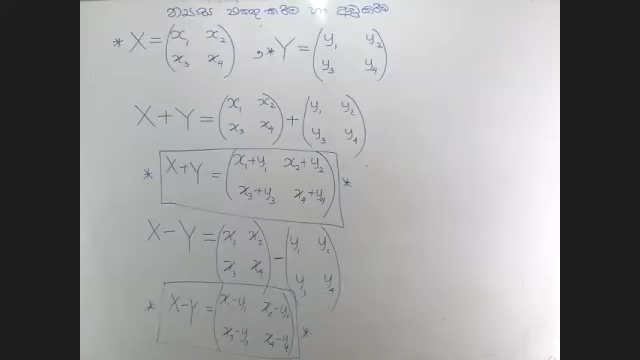 න්‍යාස එකතු කිරීම හා අඩු කිරීම
* X = (x₁ x₂ , * Y = (y₁ y₂
x₃ x₄) y₃ y₄)
X + Y = (x₁ x₂ + (y₁ y₂
x₃ x₄) y₃ y₄)
* X+Y = (x₁+y₁ x₂+y₂
x₃+y₃ x₄+y₄) *
X − Y = (x₁ x₂ − (y₁ y₂
x₃ x₄) y₃ y₄)
* X−Y = (x−y₁ x₂−y₂
x₃−y₃ x₄−y₄) *